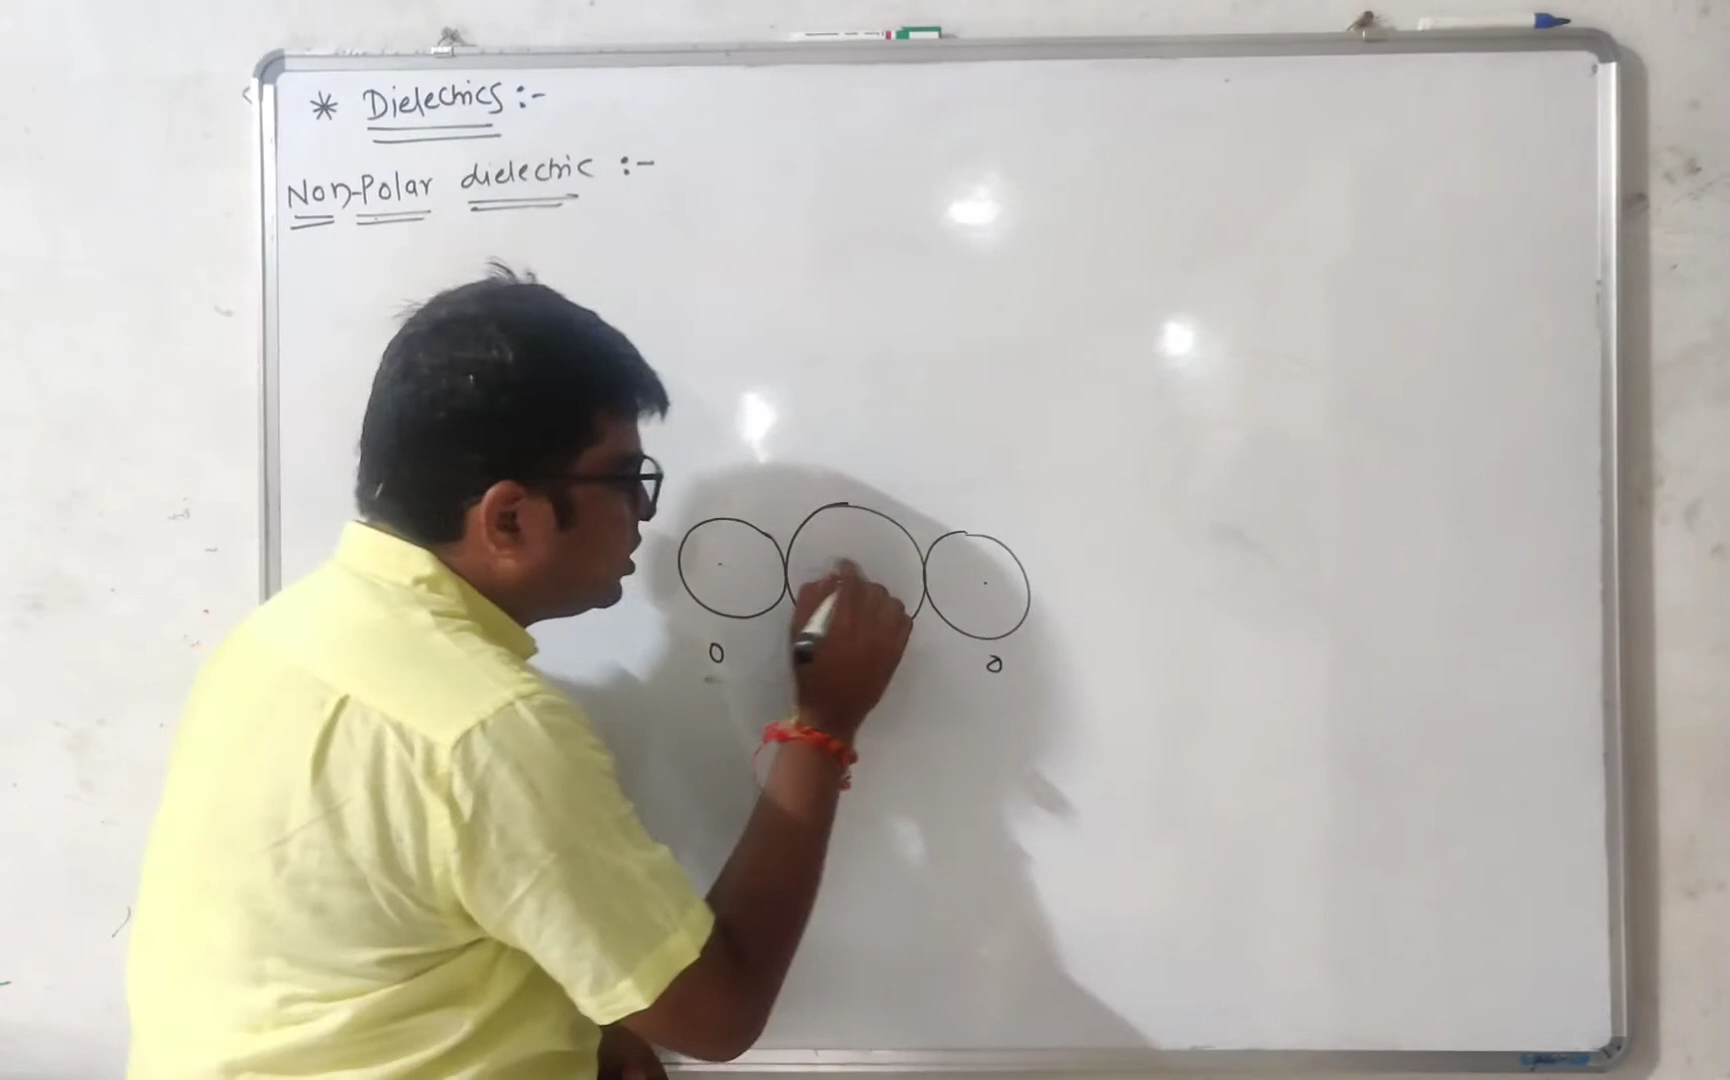 * Dielectrics :-
Non-Polar dielectric :-
O O